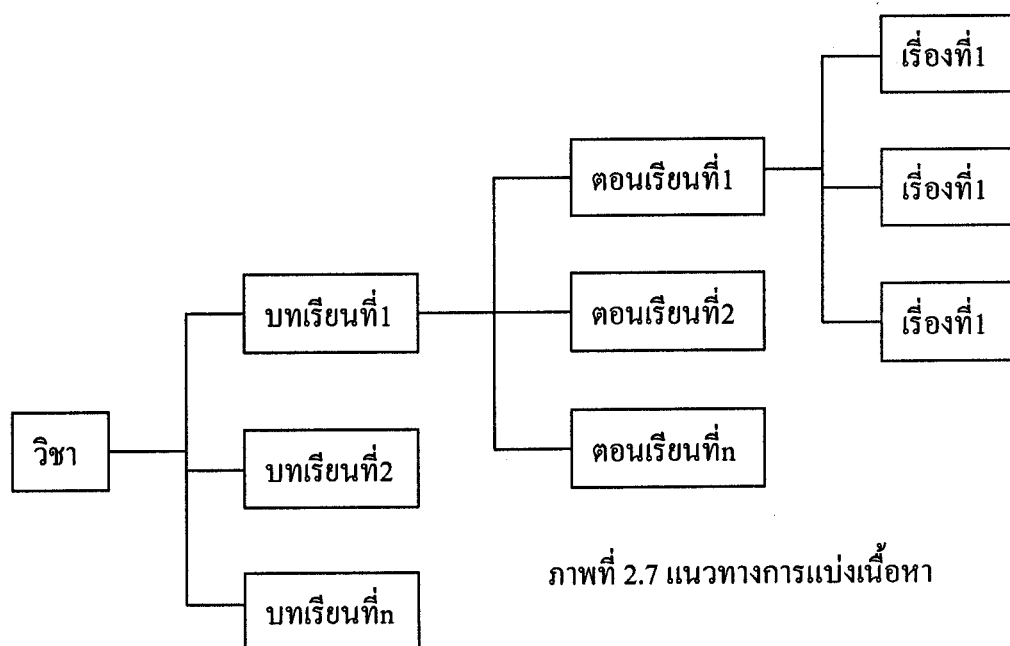 เรื่องที่1
ตอนเรียนที่1
เรื่องที่1
บทเรียนที่1
ตอนเรียนที่2
เรื่องที่1
วิชา
บทเรียนที่2
ตอนเรียนที่n
ภาพที่ 2.7 แนวทางการแบ่งเนื้อหา
บทเรียนที่n